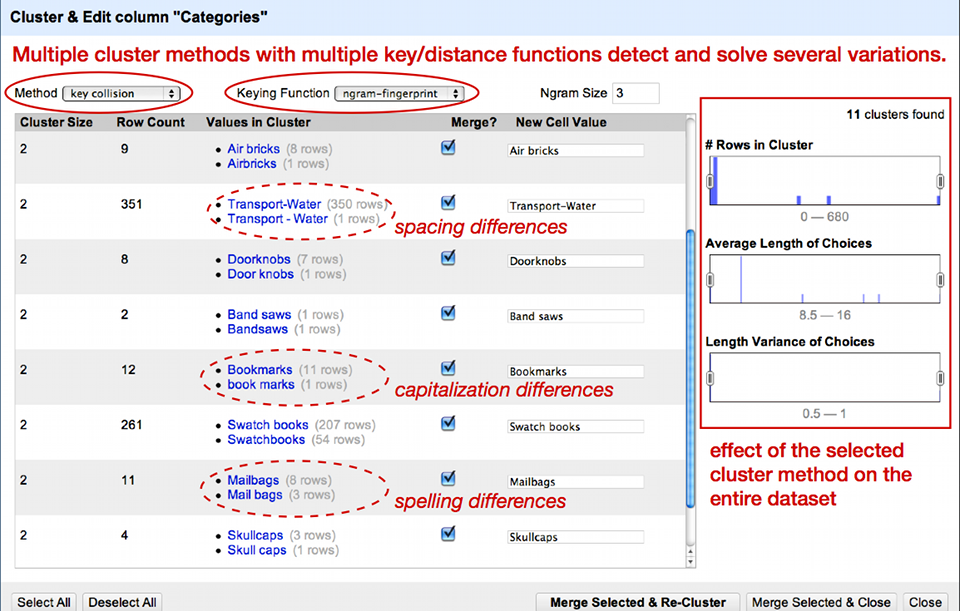 Cluster & Edit column "Categories"
Multiple cluster methods with multiple key/distance functions detect and solve several variations.
Method key collision Keying Function ngram-fingerprint Ngram Size 3
Cluster Size Row Count Values in Cluster Merge? New Cell Value
2 9 • Air bricks (8 rows) Air bricks
• Airbricks (1 rows)
2 351 • Transport-Water (350 rows) Transport-Water
• Transport - Water (1 rows)
spacing differences
2 8 • Doorknobs (7 rows) Doorknobs
• Door knobs (1 rows)
2 2 • Band saws (1 rows) Band saws
• Bandsaws (1 rows)
2 12 • Bookmarks (11 rows) Bookmarks
• book marks (1 rows)
capitalization differences
2 261 • Swatch books (207 rows) Swatch books
• Swatchbooks (54 rows)
2 11 • Mailbags (8 rows) Mailbags
• Mail bags (3 rows)
spelling differences
2 4 • Skullcaps (3 rows) Skullcaps
• Skull caps (1 rows)
11 clusters found
# Rows in Cluster
0 — 680
Average Length of Choices
8.5 — 16
Length Variance of Choices
0.5 — 1
effect of the selected
cluster method on the
entire dataset
Select All Deselect All Merge Selected & Re-Cluster Merge Selected & Close Close